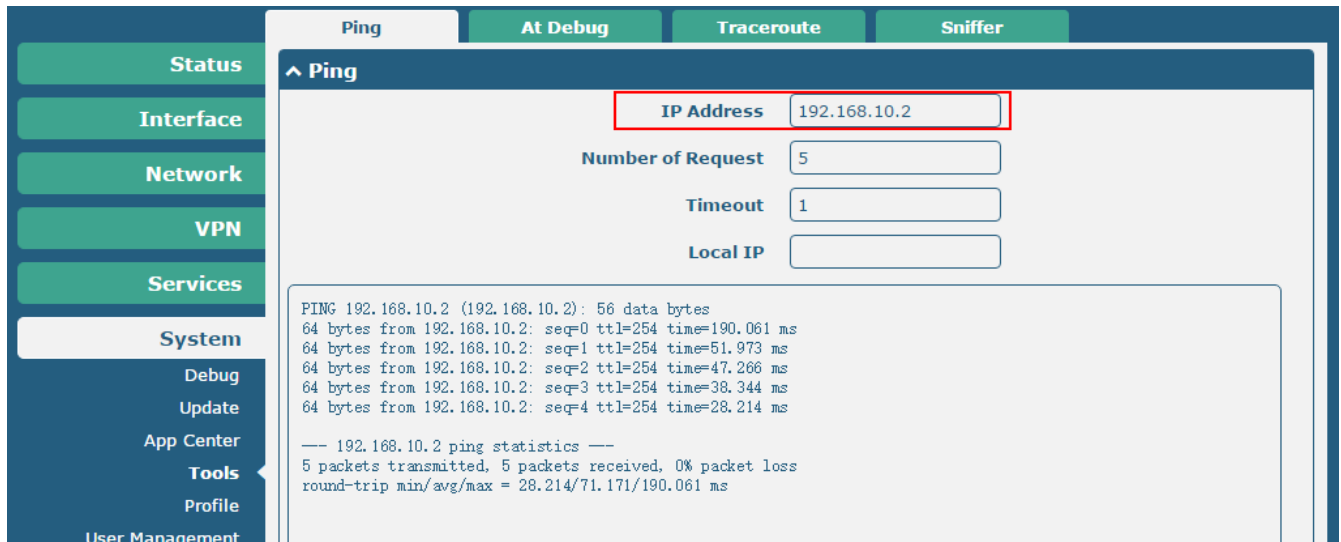 Ping
At Debug
Traceroute
Sniffer
Status
Interface
Network
VPN
Services
System
Debug
Update
App Center
Tools
Profile
User Management
Ping
IP Address 192.168.10.2
Number of Request 5
Timeout 1
Local IP
PING 192.168.10.2 (192.168.10.2): 56 data bytes
64 bytes from 192.168.10.2: seq=0 ttl=254 time=190.061 ms
64 bytes from 192.168.10.2: seq=1 ttl=254 time=51.973 ms
64 bytes from 192.168.10.2: seq=2 ttl=254 time=47.266 ms
64 bytes from 192.168.10.2: seq=3 ttl=254 time=38.344 ms
64 bytes from 192.168.10.2: seq=4 ttl=254 time=28.214 ms
--- 192.168.10.2 ping statistics ---
5 packets transmitted, 5 packets received, 0% packet loss
round-trip min/avg/max = 28.214/71.171/190.061 ms